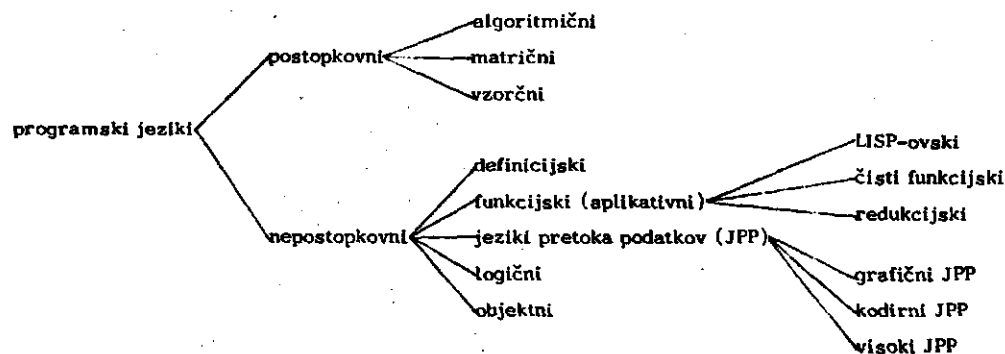 programski jeziki
postopkovni
algoritmični
matrični
vzorčni
nepostopkovni
definicijski
funkcijski (aplikativni)
LISP-ovski
čisti funkcijski
redukcijski
jeziki pretoka podatkov (JPP)
grafični JPP
kodirni JPP
visoki JPP
logični
objektni